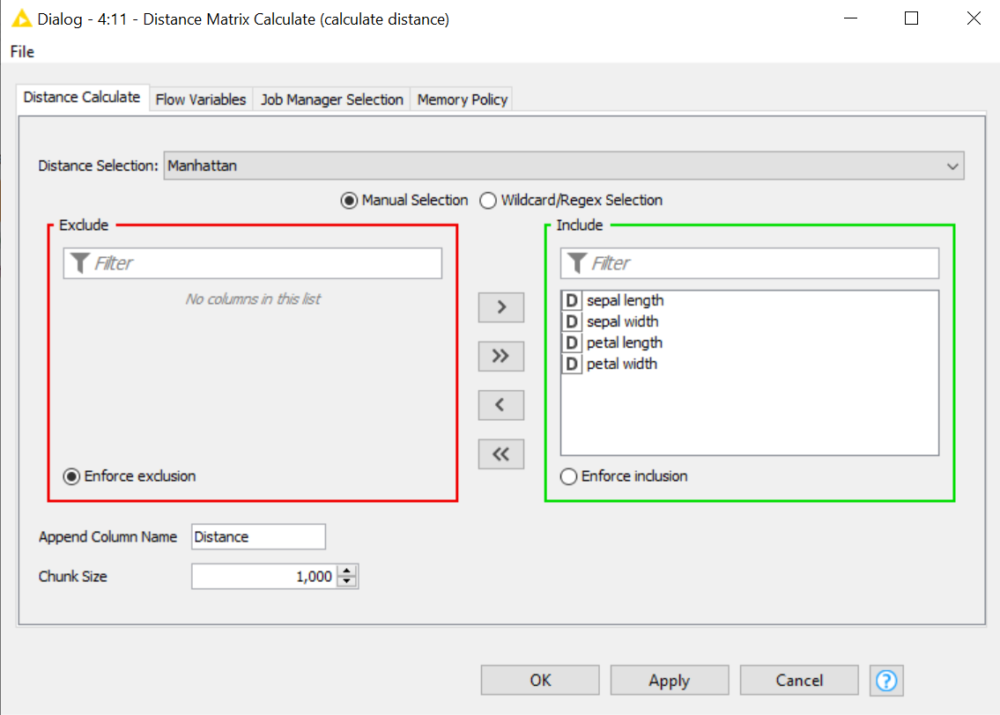 Dialog - 4:11 - Distance Matrix Calculate (calculate distance)
File
Distance Calculate Flow Variables Job Manager Selection Memory Policy
Distance Selection: Manhattan
Manual Selection Wildcard/Regex Selection
Exclude Include
Filter Filter
No columns in this list
D sepal length
D sepal width
D petal length
D petal width
> 
>>
<
<<
Enforce exclusion Enforce inclusion
Append Column Name Distance
Chunk Size 1,000
OK Apply Cancel ?